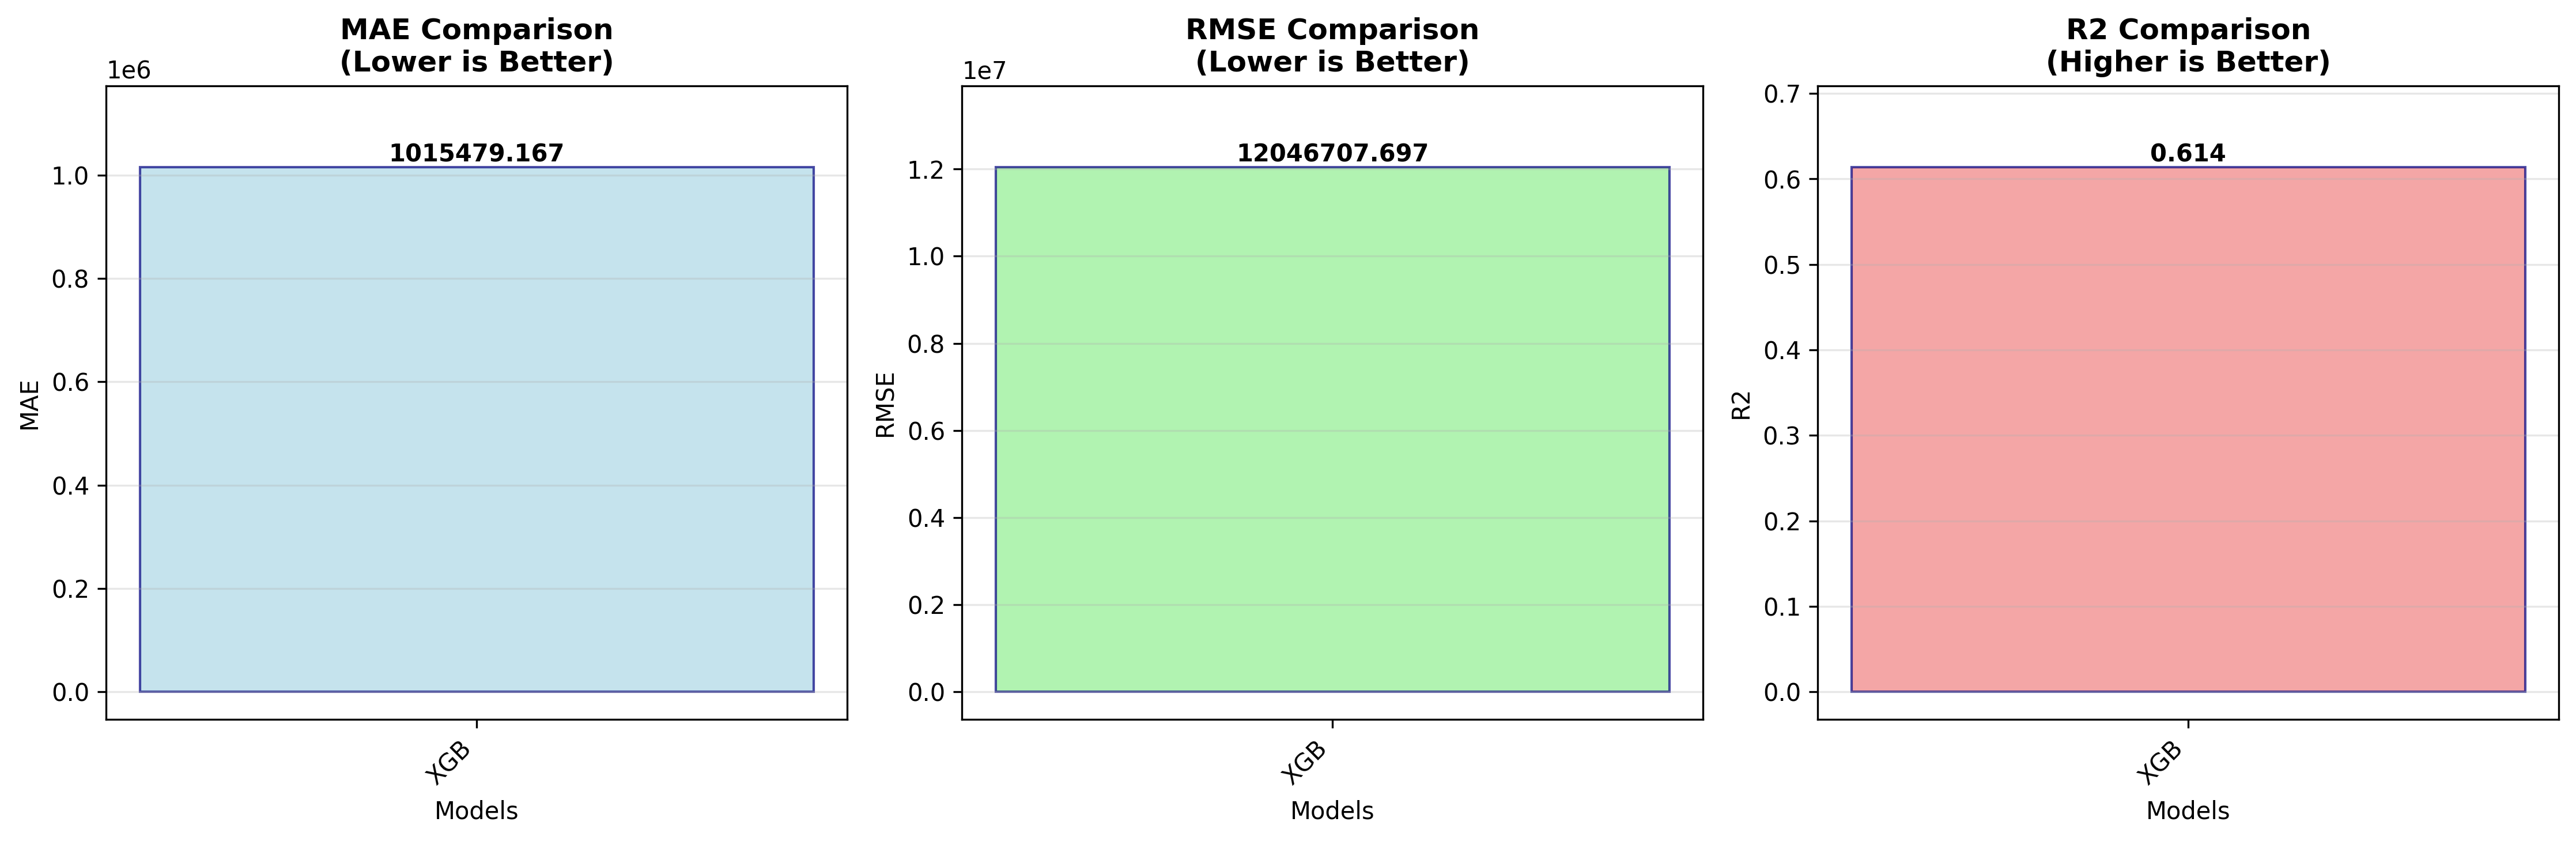 MAE Comparison
(Lower is Better)
1e6
1015479.167
1.0
0.8
0.6
0.4
0.2
0.0
MAE
XGB
Models
RMSE Comparison
(Lower is Better)
1e7
12046707.697
1.2
1.0
0.8
0.6
0.4
0.2
0.0
RMSE
XGB
Models
R2 Comparison
(Higher is Better)
0.7
0.614
0.6
0.5
0.4
0.3
0.2
0.1
0.0
R2
XGB
Models